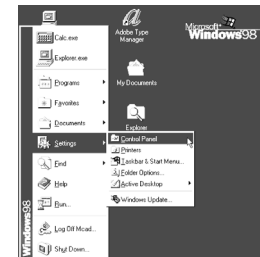 Calc.exe
Explorer.exe
Programs
Favorites
Documents
Settings
Find
Help
Run...
Log Off Mcad...
Shut Down...
Windows98
Adobe Type
Manager
My Documents
Explorer
Microsoft
Windows98
Control Panel
Printers
Taskbar & Start Menu...
Folder Options...
Active Desktop
Windows Update...